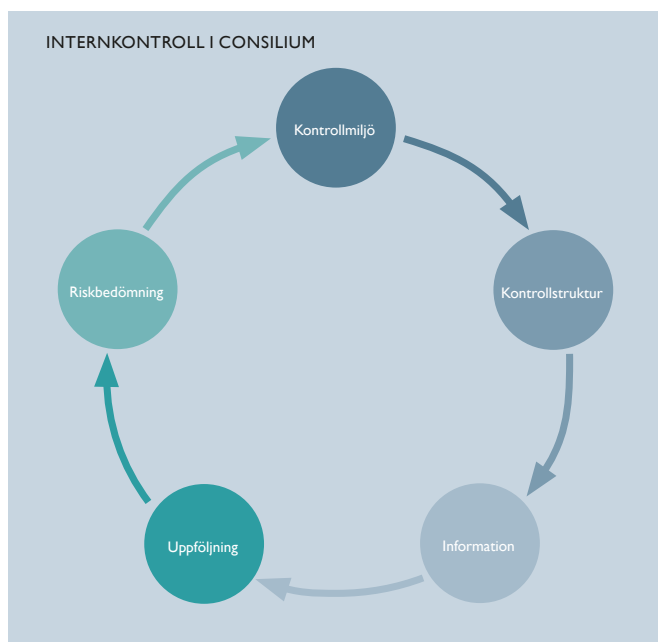 INTERNKONTROLL I CONSILIUM
Kontrollmiljö
Kontrollstruktur
Information
Uppföljning
Riskbedömning